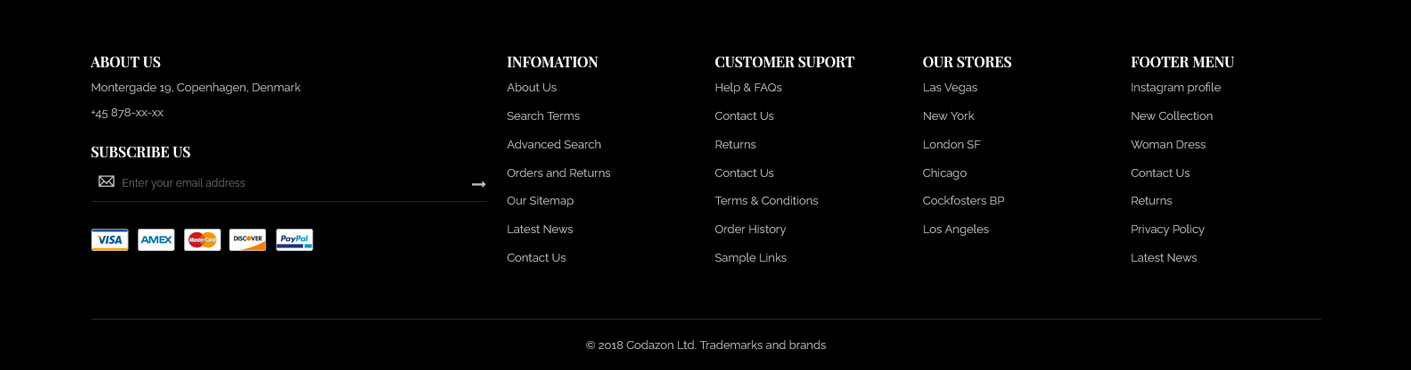 ABOUT US
Montergade 19, Copenhagen, Denmark
+45 878-xx-xx
SUBSCRIBE US
Enter your email address
VISA AMEX MasterCard DISCOVER PayPal
INFOMATION
About Us
Search Terms
Advanced Search
Orders and Returns
Our Sitemap
Latest News
Contact Us
CUSTOMER SUPORT
Help & FAQs
Contact Us
Returns
Contact Us
Terms & Conditions
Order History
Sample Links
OUR STORES
Las Vegas
New York
London SF
Chicago
Cockfosters BP
Los Angeles
FOOTER MENU
Instagram profile
New Collection
Woman Dress
Contact Us
Returns
Privacy Policy
Latest News
© 2018 Codazon Ltd. Trademarks and brands